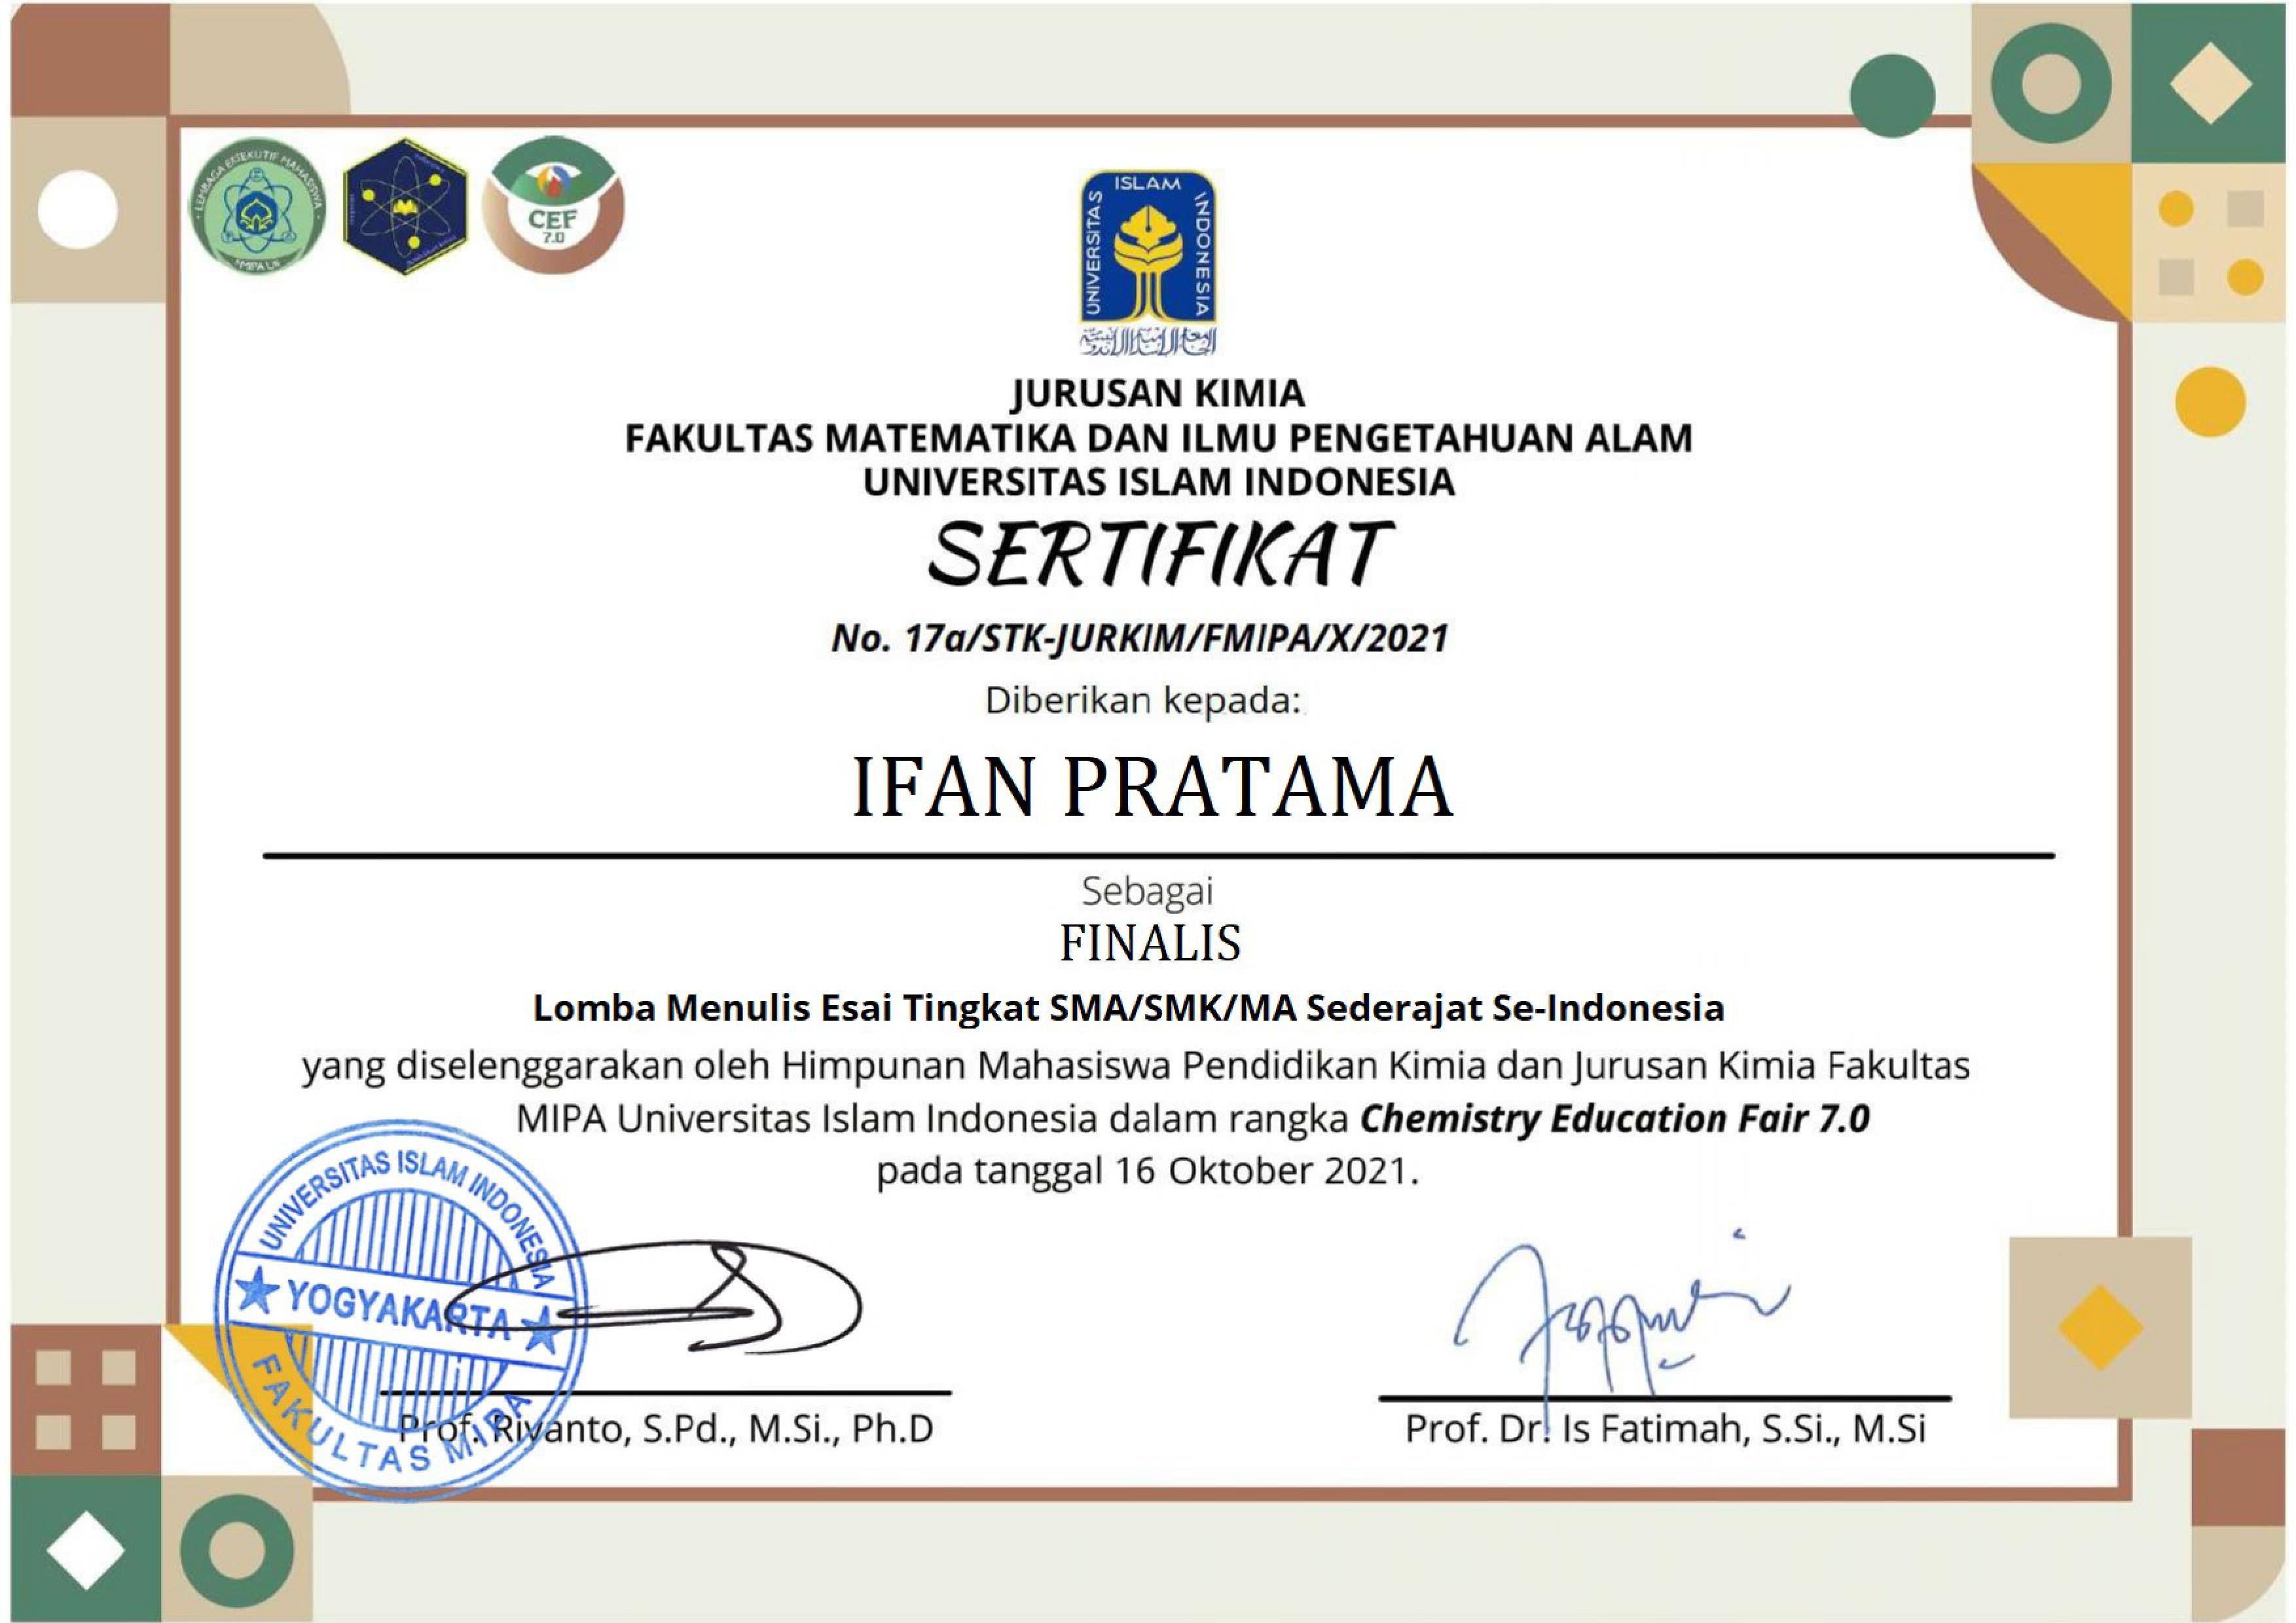 LEMBAGA EKSEKUTIF MAHASISWA
FMIPA UII
CEF
7.0
UNIVERSITAS ISLAM INDONESIA
JURUSAN KIMIA
FAKULTAS MATEMATIKA DAN ILMU PENGETAHUAN ALAM
UNIVERSITAS ISLAM INDONESIA
SERTIFIKAT
No. 17a/STK-JURKIM/FMIPA/X/2021
Diberikan kepada:
IFAN PRATAMA
Sebagai
FINALIS
Lomba Menulis Esai Tingkat SMA/SMK/MA Sederajat Se-Indonesia
yang diselenggarakan oleh Himpunan Mahasiswa Pendidikan Kimia dan Jurusan Kimia Fakultas
MIPA Universitas Islam Indonesia dalam rangka Chemistry Education Fair 7.0
pada tanggal 16 Oktober 2021.
UNIVERSITAS ISLAM INDONESIA
YOGYAKARTA
FAKULTAS MIPA
Prof. Riyanto, S.Pd., M.Si., Ph.D
Prof. Dr. Is Fatimah, S.Si., M.Si